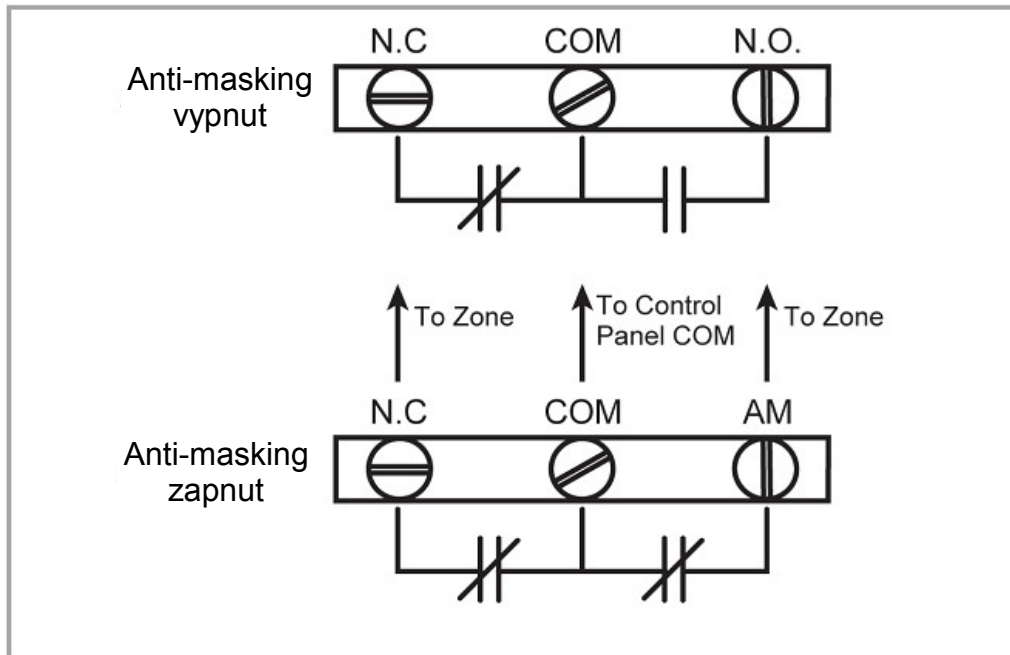 N.C COM N.O.
Anti-masking
vypnut
To Zone
To Control
Panel COM
To Zone
N.C COM AM
Anti-masking
zapnut